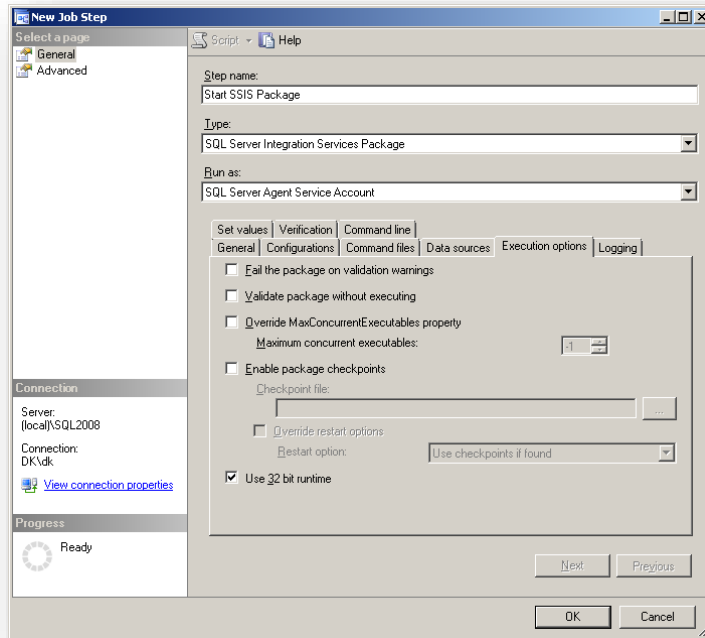 New Job Step
Select a page
General
Advanced
Script
Help
Step name:
Start SSIS Package
Type:
SQL Server Integration Services Package
Run as:
SQL Server Agent Service Account
Set values Verification Command line
General Configurations Command files Data sources Execution options Logging
Fail the package on validation warnings
Validate package without executing
Override MaxConcurrentExecutables property
Maximum concurrent executables: -1
Enable package checkpoints
Checkpoint file:
...
Override restart options
Restart option: Use checkpoints if found
Use 32 bit runtime
Connection
Server:
(local)\SQL2008
Connection:
DK\dk
View connection properties
Progress
Ready
Next Previous
OK Cancel